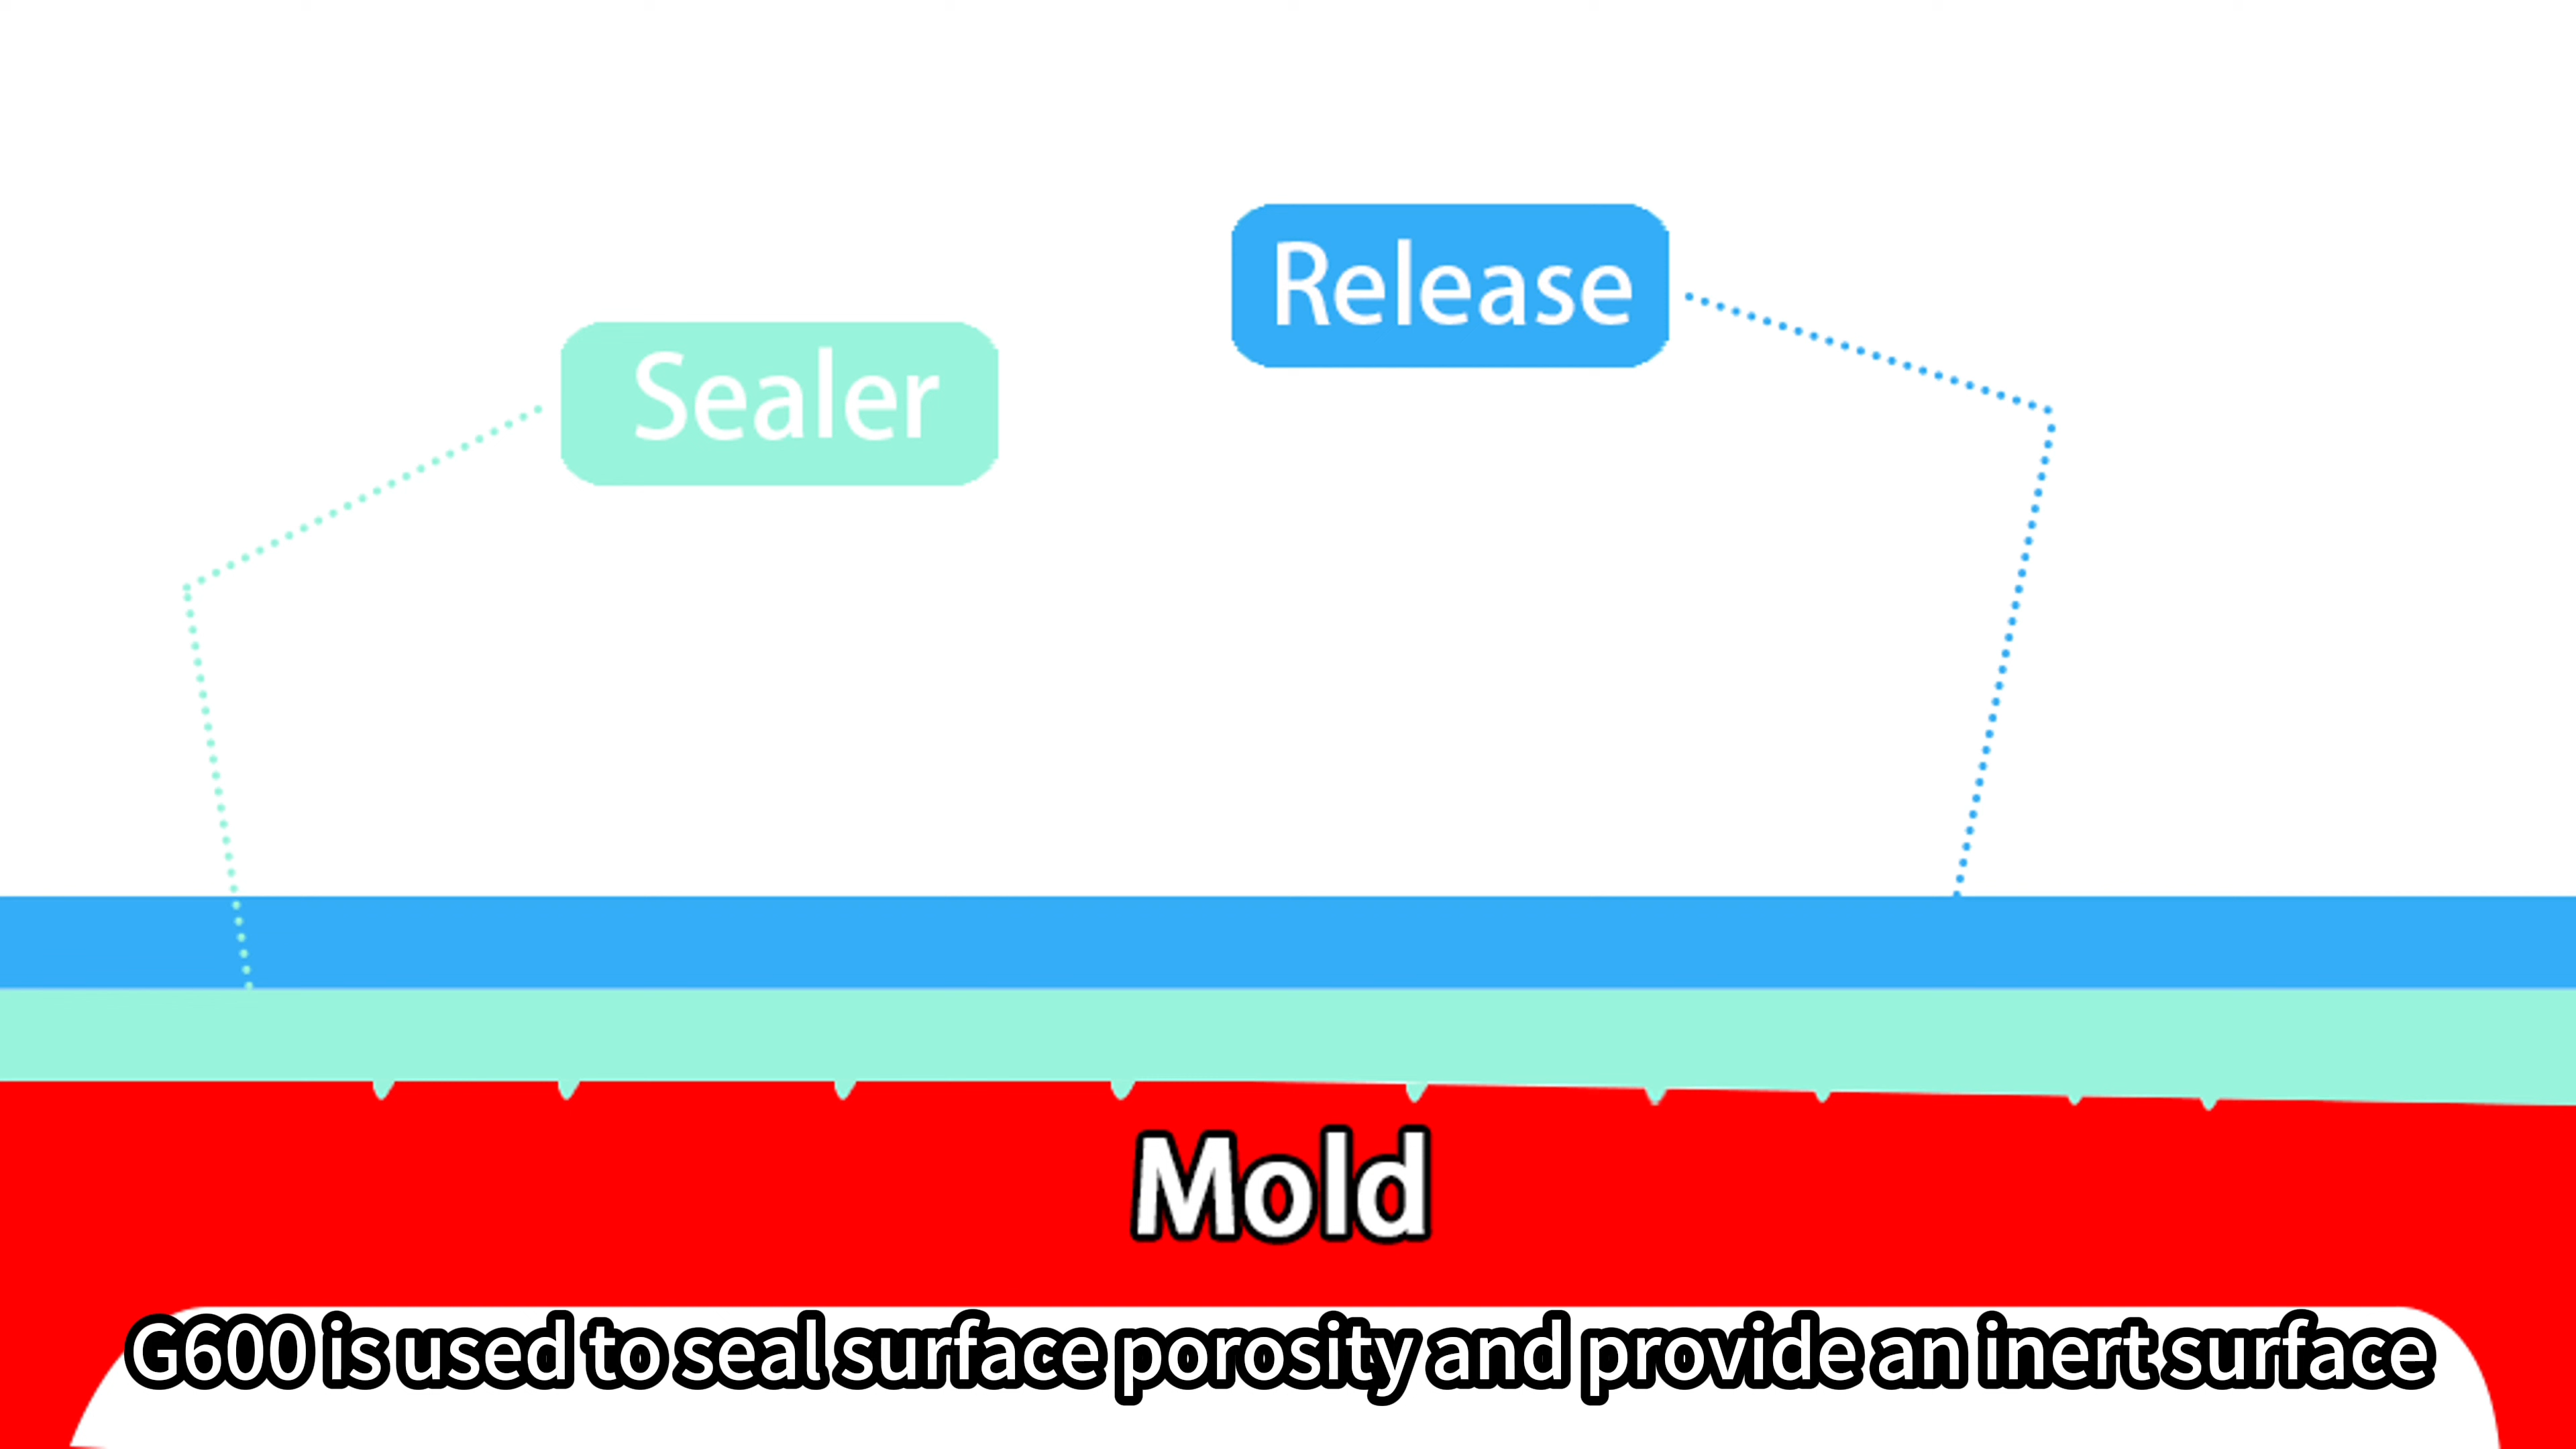 Release
Sealer
Mold
G600 is used to seal surface porosity and provide an inert surface